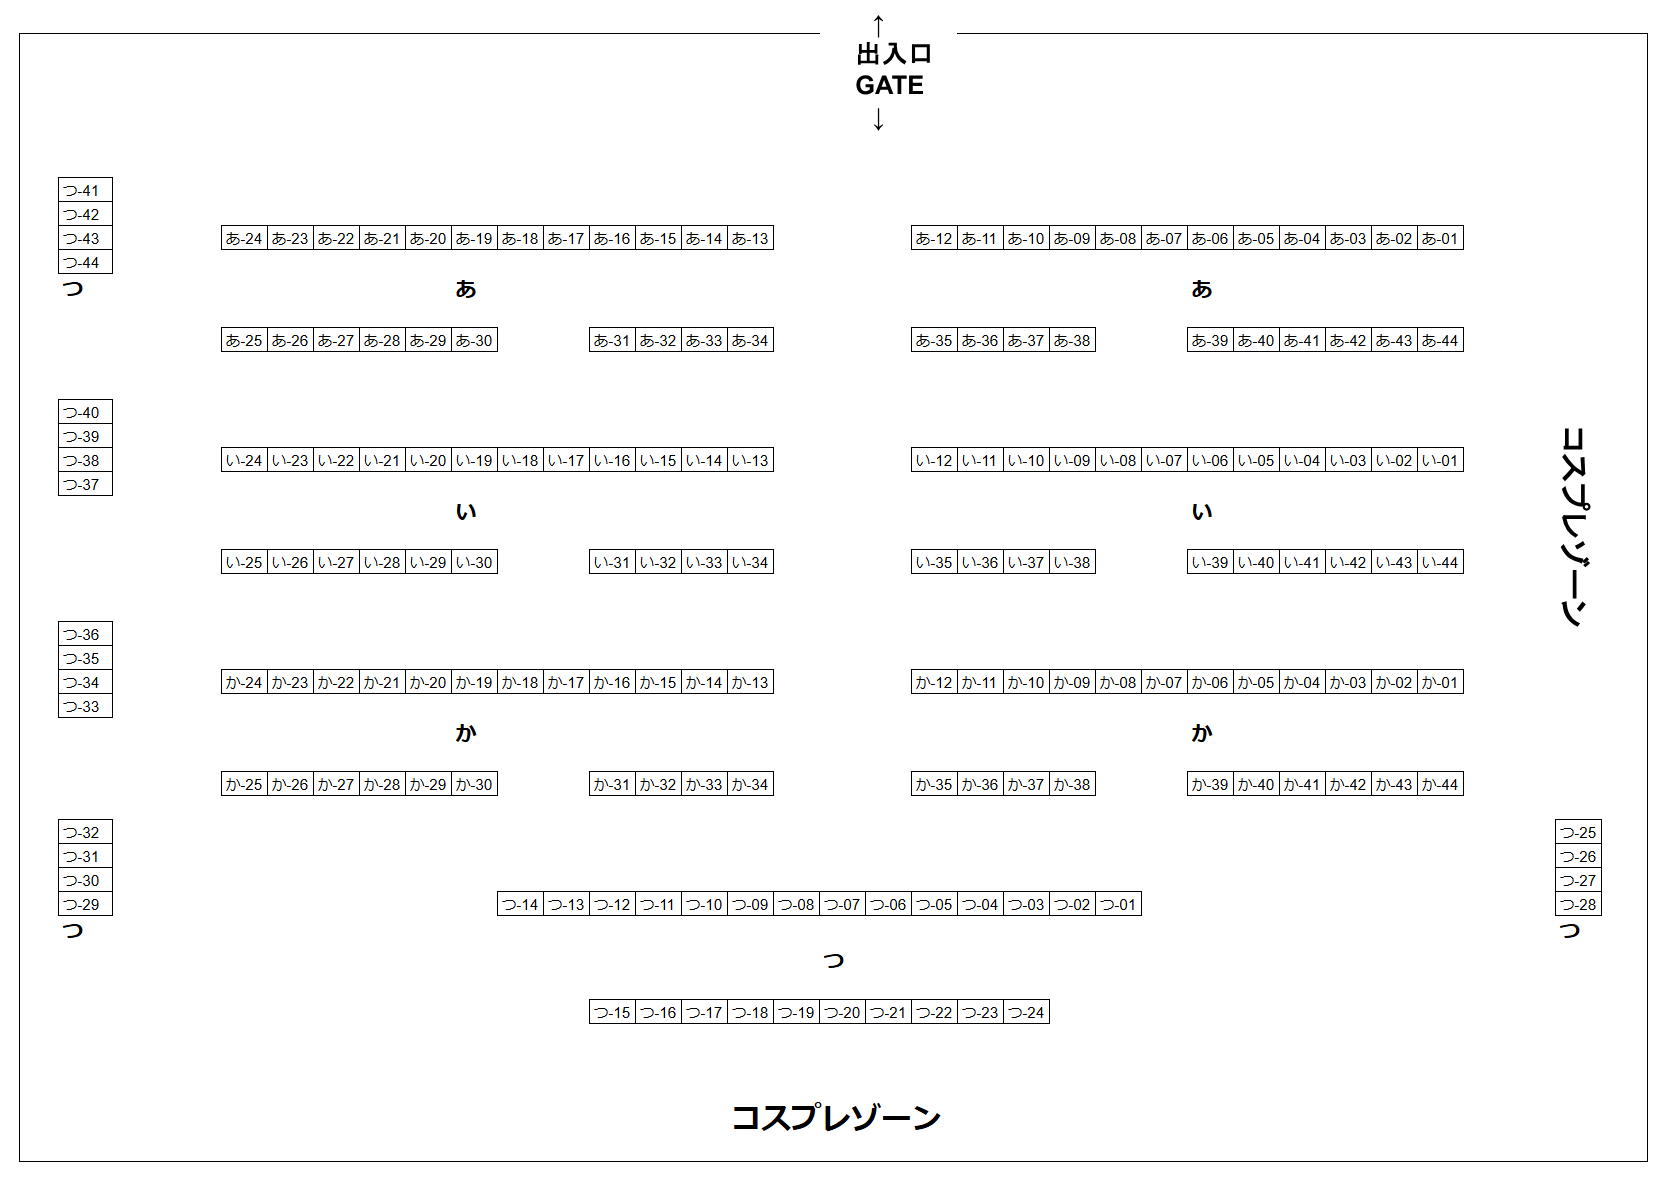 ↑
出入口
GATE
↓
つ-41
つ-42
つ-43
つ-44
つ
あ-24 あ-23 あ-22 あ-21 あ-20 あ-19 あ-18 あ-17 あ-16 あ-15 あ-14 あ-13
あ-12 あ-11 あ-10 あ-09 あ-08 あ-07 あ-06 あ-05 あ-04 あ-03 あ-02 あ-01
あ
あ
あ-25 あ-26 あ-27 あ-28 あ-29 あ-30
あ-31 あ-32 あ-33 あ-34
あ-35 あ-36 あ-37 あ-38
あ-39 あ-40 あ-41 あ-42 あ-43 あ-44
つ-40
つ-39
つ-38
つ-37
い-24 い-23 い-22 い-21 い-20 い-19 い-18 い-17 い-16 い-15 い-14 い-13
い-12 い-11 い-10 い-09 い-08 い-07 い-06 い-05 い-04 い-03 い-02 い-01
い
い
い-25 い-26 い-27 い-28 い-29 い-30
い-31 い-32 い-33 い-34
い-35 い-36 い-37 い-38
い-39 い-40 い-41 い-42 い-43 い-44
コスプレゾーン
つ-36
つ-35
つ-34
つ-33
か-24 か-23 か-22 か-21 か-20 か-19 か-18 か-17 か-16 か-15 か-14 か-13
か-12 か-11 か-10 か-09 か-08 か-07 か-06 か-05 か-04 か-03 か-02 か-01
か
か
か-25 か-26 か-27 か-28 か-29 か-30
か-31 か-32 か-33 か-34
か-35 か-36 か-37 か-38
か-39 か-40 か-41 か-42 か-43 か-44
つ-32
つ-31
つ-30
つ-29
つ
つ-25
つ-26
つ-27
つ-28
つ
つ-14 つ-13 つ-12 つ-11 つ-10 つ-09 つ-08 つ-07 つ-06 つ-05 つ-04 つ-03 つ-02 つ-01
つ
つ-15 つ-16 つ-17 つ-18 つ-19 つ-20 つ-21 つ-22 つ-23 つ-24
コスプレゾーン